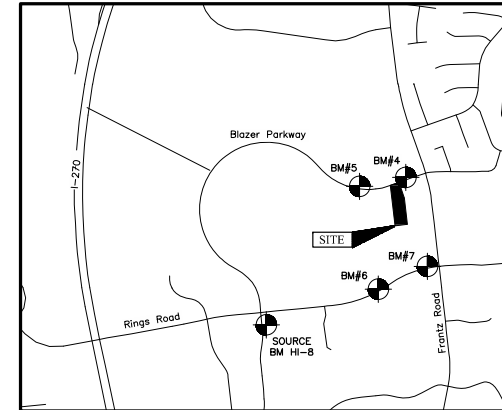 Blazer Parkway
BM#5
BM#4
I-270
SITE
BM#7
BM#6
Rings Road
SOURCE
BM HI-8
Frantz Road